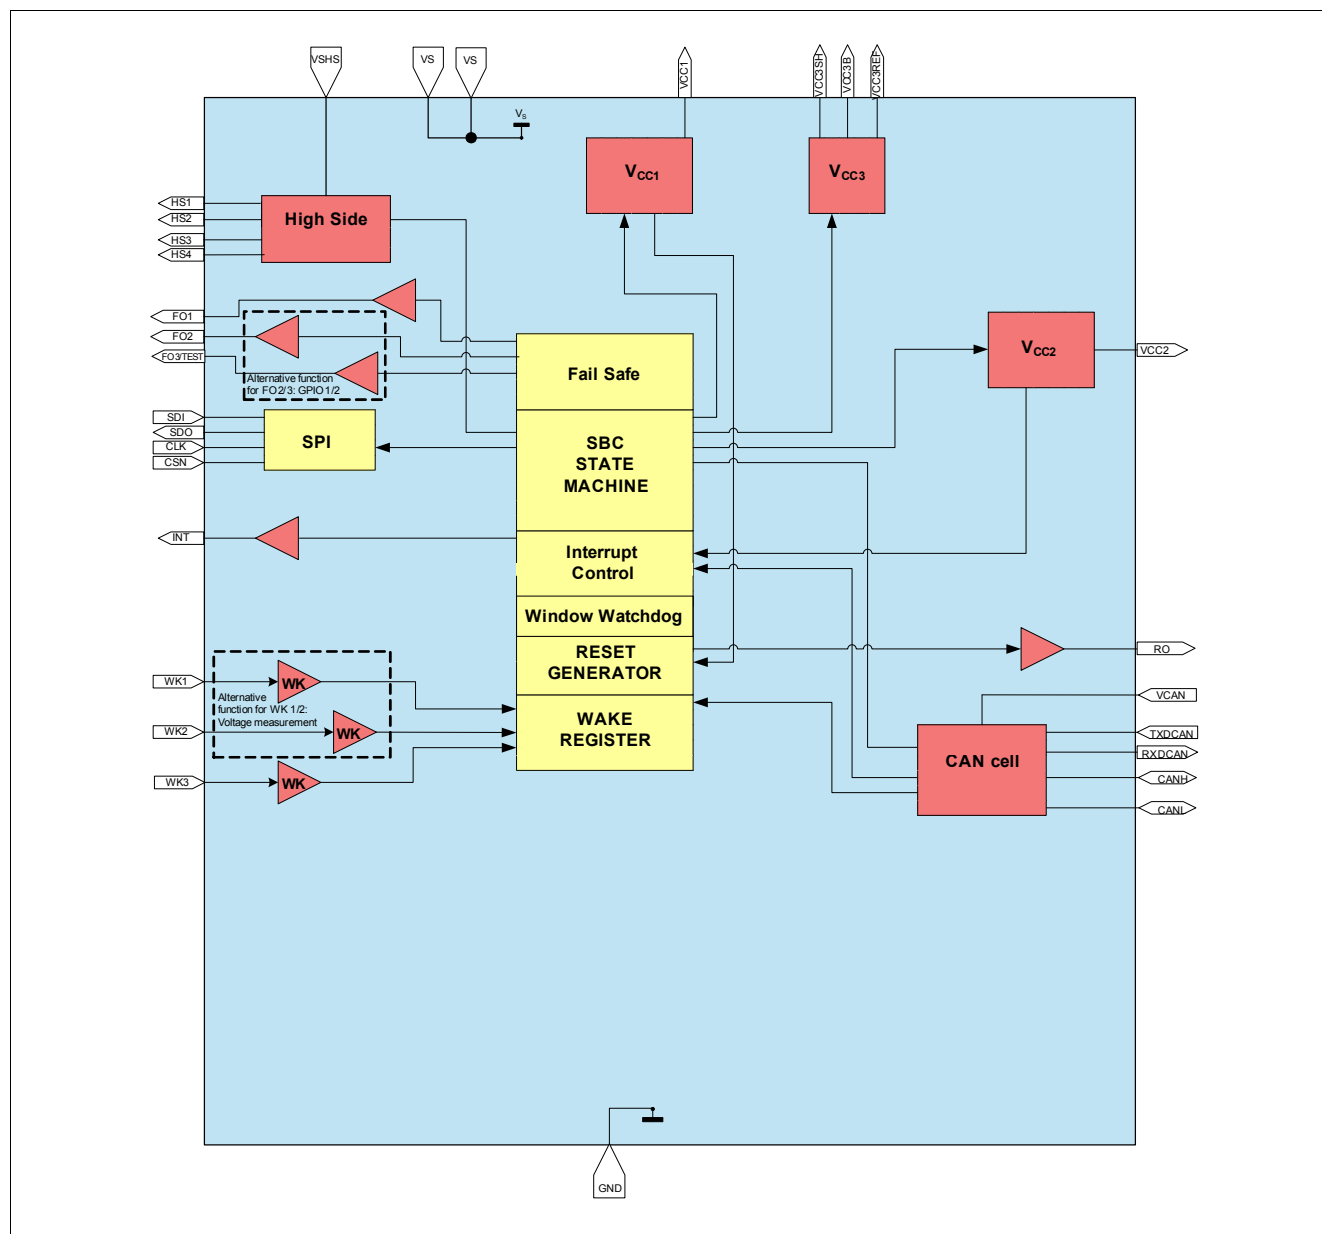 VSHS
VS
VS
VCC1
VCC3SH
VCC3B
VCC3REF
VS
VCC1
VCC3
HS1
HS2
HS3
HS4
High Side
FO1
FO2
FO3/TEST
Alternative function
for FO2/3: GPIO1/2
Fail Safe
VCC2
VCC2
SDI
SDO
CLK
CSN
SPI
SBC
STATE
MACHINE
INT
Interrupt
Control
Window Watchdog
RESET
GENERATOR
RO
WK1
WK
Alternative
function for WK 1/2:
Voltage measurement
WK2
WK
WK3
WK
WAKE
REGISTER
VCAN
TXDCAN
RXDCAN
CANH
CANL
CAN cell
GND